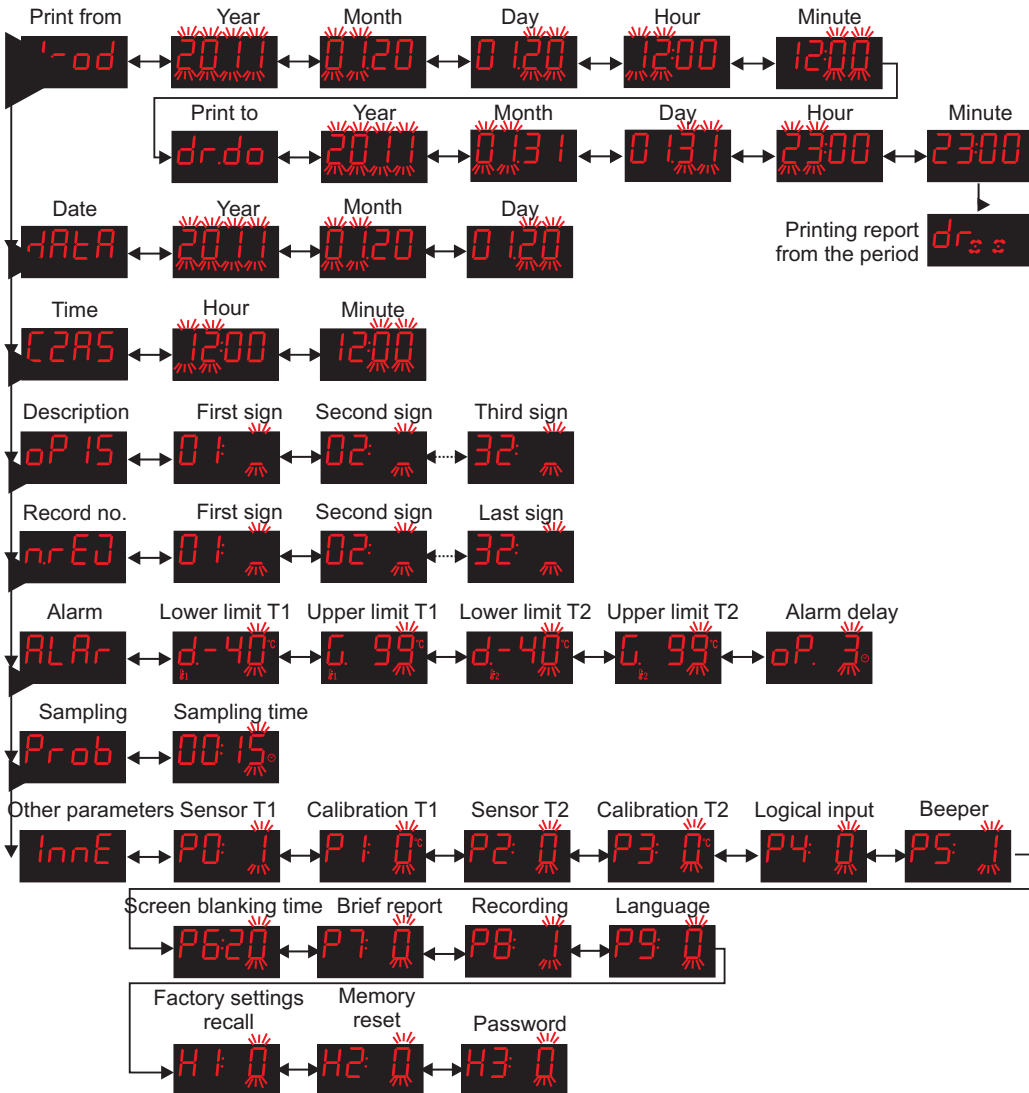 Print from Year Month Day Hour Minute
-od 2011 01.20 01.20 12:00 12:00
Print to Year Month Day Hour Minute
dr.do 2011 01.31 01.31 23:00 23:00
Date Year Month Day
dAtA 2011 01.20 01.20
Printing report
from the period
dr
Time Hour Minute
C2AS 12:00 12:00
Description First sign Second sign Third sign
oPIS 01: 02: 32:
Record no. First sign Second sign Last sign
n.rEJ 01: 02: 32:
Alarm Lower limit T1 Upper limit T1 Lower limit T2 Upper limit T2 Alarm delay
ALAr d.-40°C 1 G. 99°C 1 d.-40°C 2 G. 99°C 2 oP. 3
Sampling Sampling time
Prob 00:15
Other parameters Sensor T1 Calibration T1 Sensor T2 Calibration T2 Logical input Beeper
InnE P0: 1 P1: 0°C P2: 0 P3: 0°C P4: 0 P5: 1
Screen blanking time Brief report Recording Language
P6:20 P7: 0 P8: 1 P9: 0
Factory settings
recall
Memory
reset
Password
H1: 0 H2: 0 H3: 0